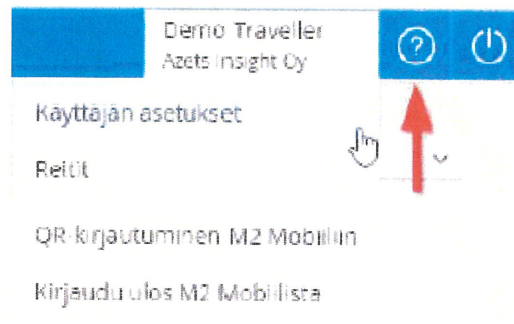 Demo Traveller
Azets Insight Oy
Käyttäjän asetukset
Reitit
QR-kirjautuminen M2 Mobiiliin
Kirjaudu ulos M2 Mobiilista